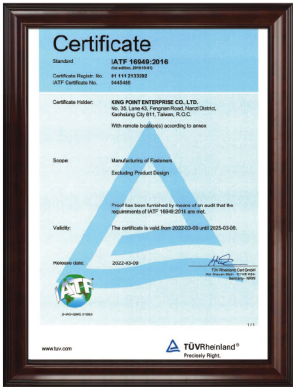 Certificate
Standard IATF 16949:2016
Certificate Registr. No. 01 111 2133393
IATF Certificate No.
Certificate Holder: KING POINT ENTERPRISE CO., LTD.
No. 35, Lane 43, Fengnan Road, Nanzi District,
Kaohsiung City 811, Taiwan, R.O.C.
With remote location(s) according to annex
Scope Manufacturing of Fasteners
Excluding Product Design
Proof has been furnished by means of an audit that the
requirements of IATF 16949:2016 are met.
Validity: The certificate is valid from 2022-03-09 until 2025-03-08.
Release date: 2022-03-09
TÜV Rheinland Cert GmbH
IATF
1 / 1
www.tuv.com
TÜVRheinland®
Precisely Right.